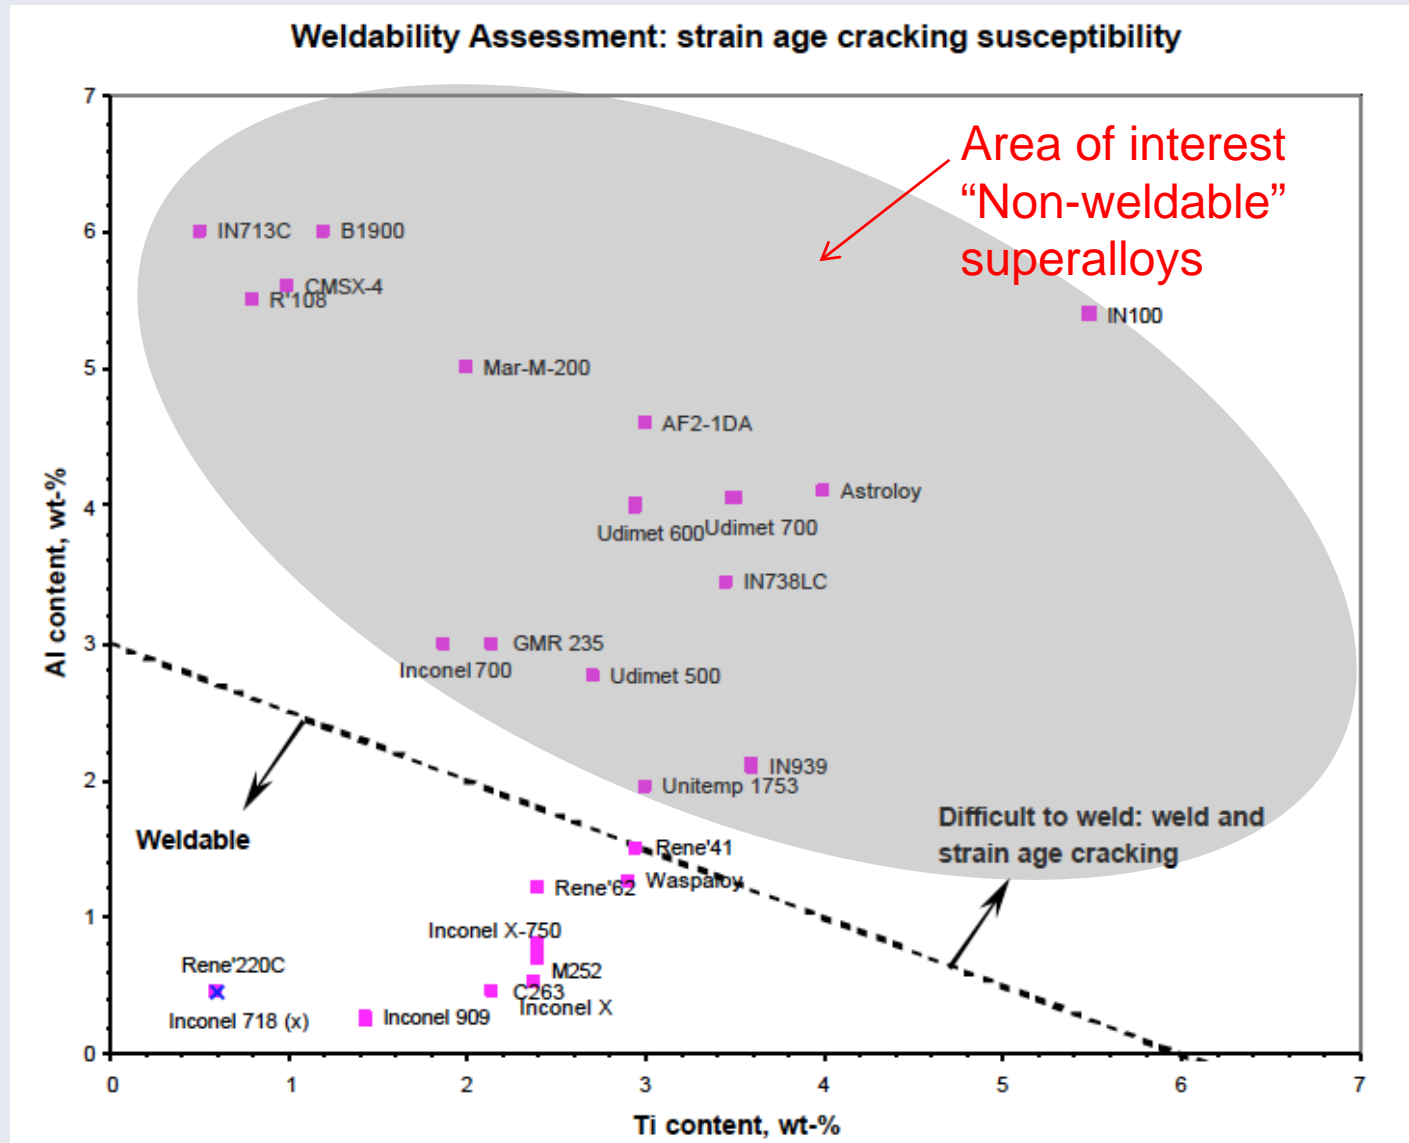 Weldability Assessment: strain age cracking susceptibility
7
Area of interest
“Non-weldable”
superalloys
6
IN713C
B1900
CMSX-4
R'108
IN100
5
Mar-M-200
AF2-1DA
Astroloy
4
Udimet 600
Udimet 700
IN738LC
Al content, wt-%
3
GMR 235
Inconel 700
Udimet 500
IN939
2
Unitemp 1753
Weldable
Difficult to weld: weld and
strain age cracking
Rene'41
Waspaloy
Rene'62
1
Inconel X-750
Rene'220C
M252
C263
Inconel X
Inconel 718 (x)
Inconel 909
0
0 1 2 3 4 5 6 7
Ti content, wt-%